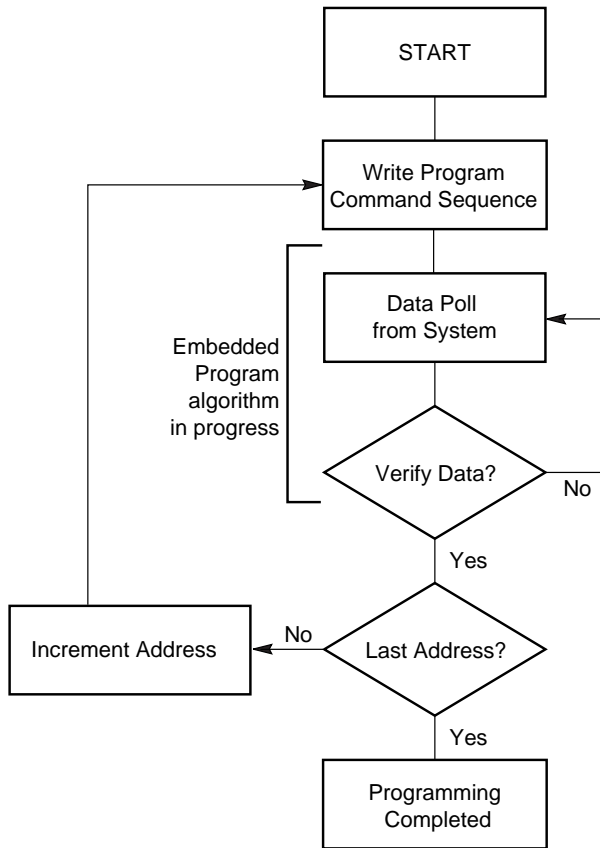 START
Write Program
Command Sequence
Data Poll
from System
Embedded
Program
algorithm
in progress
Verify Data?
No
Yes
Increment Address
No
Last Address?
Yes
Programming
Completed